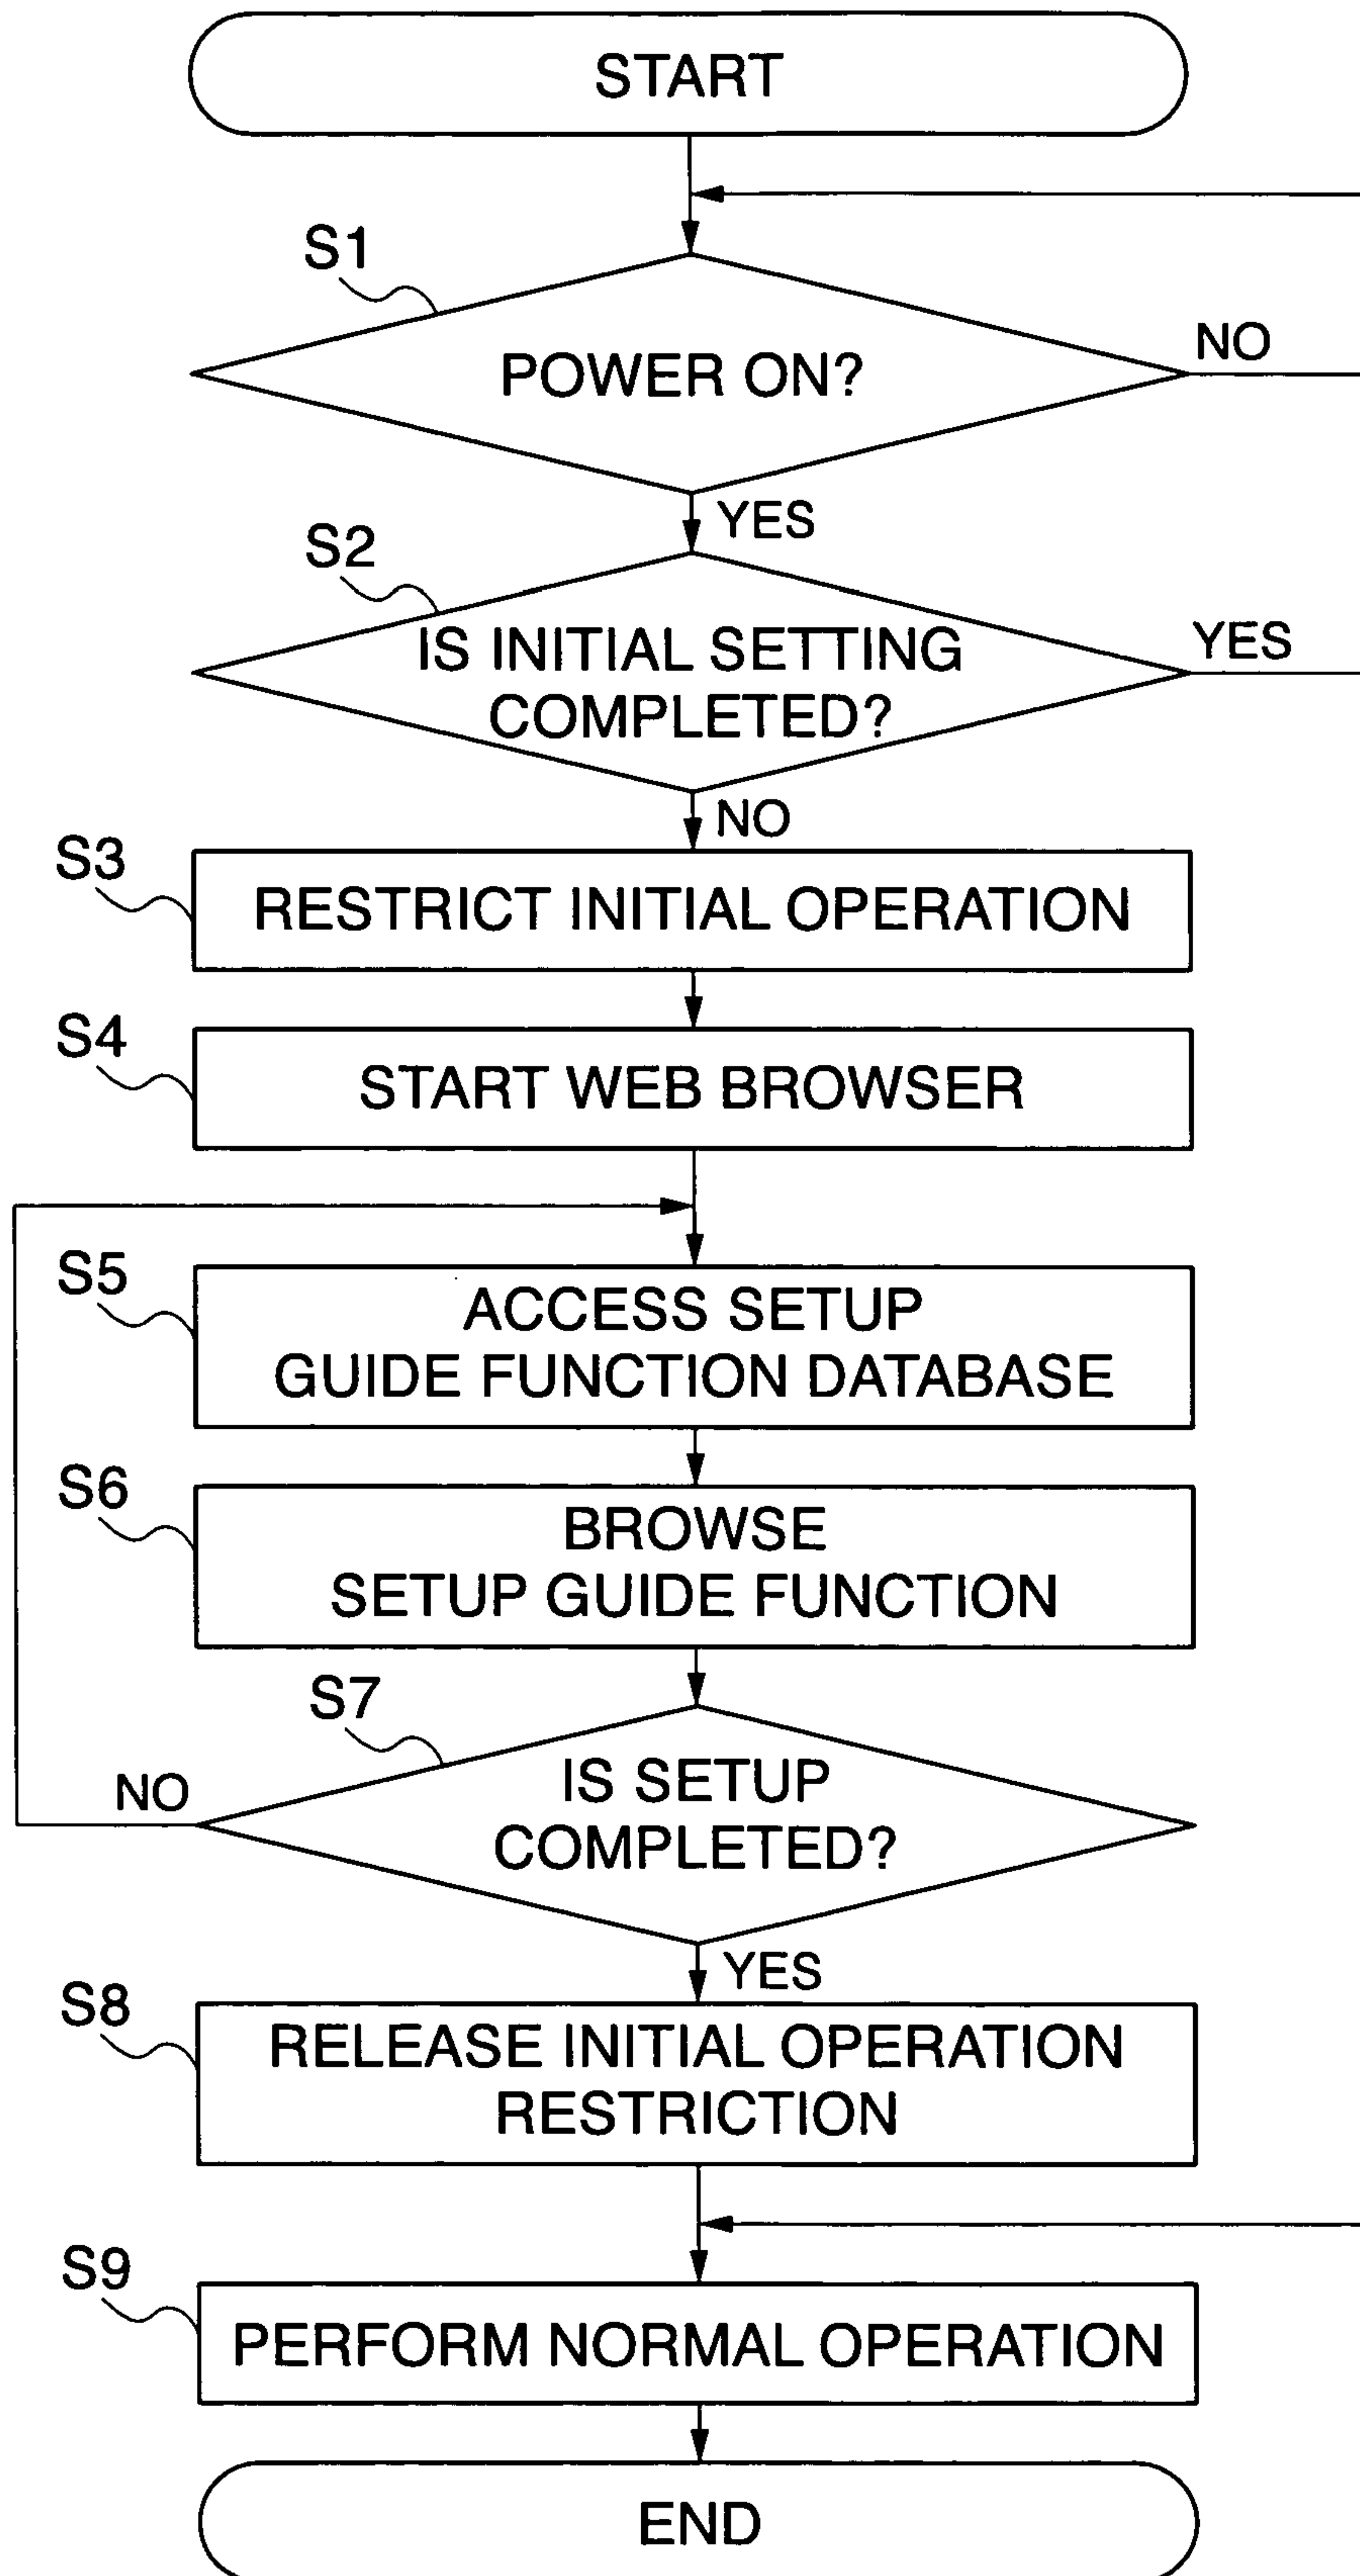 START
S1
POWER ON?
NO
YES
S2
IS INITIAL SETTING
COMPLETED?
YES
NO
S3
RESTRICT INITIAL OPERATION
S4
START WEB BROWSER
S5
ACCESS SETUP
GUIDE FUNCTION DATABASE
S6
BROWSE
SETUP GUIDE FUNCTION
S7
IS SETUP
COMPLETED?
NO
YES
S8
RELEASE INITIAL OPERATION
RESTRICTION
S9
PERFORM NORMAL OPERATION
END